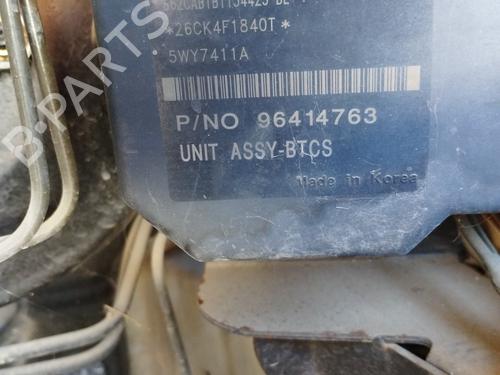 *26CK4F1840T*
5WY7411A
P/NO 96414763
UNIT ASSY-BTCS
Made in Korea
B-PARTS